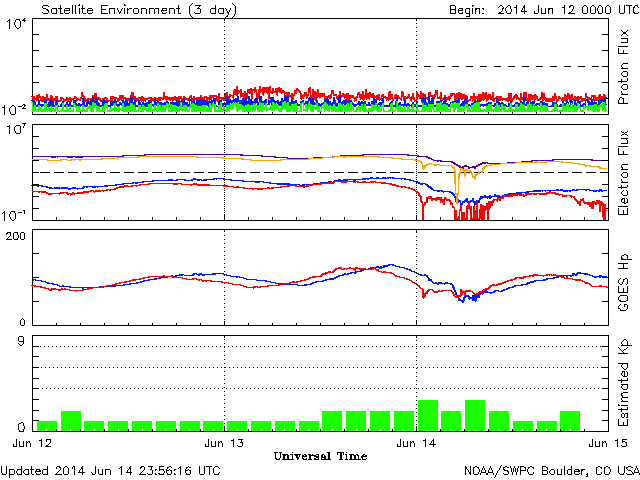 Satellite Environment (3 day) Begin: 2014 Jun 12 0000 UTC
10^4
10^-2
Proton Flux
10^7
10^-1
Electron Flux
200
0
GOES Hp
9
0
Estimated Kp
Jun 12 Jun 13 Jun 14 Jun 15
Universal Time
Updated 2014 Jun 14 23:56:16 UTC NOAA/SWPC Boulder, CO USA